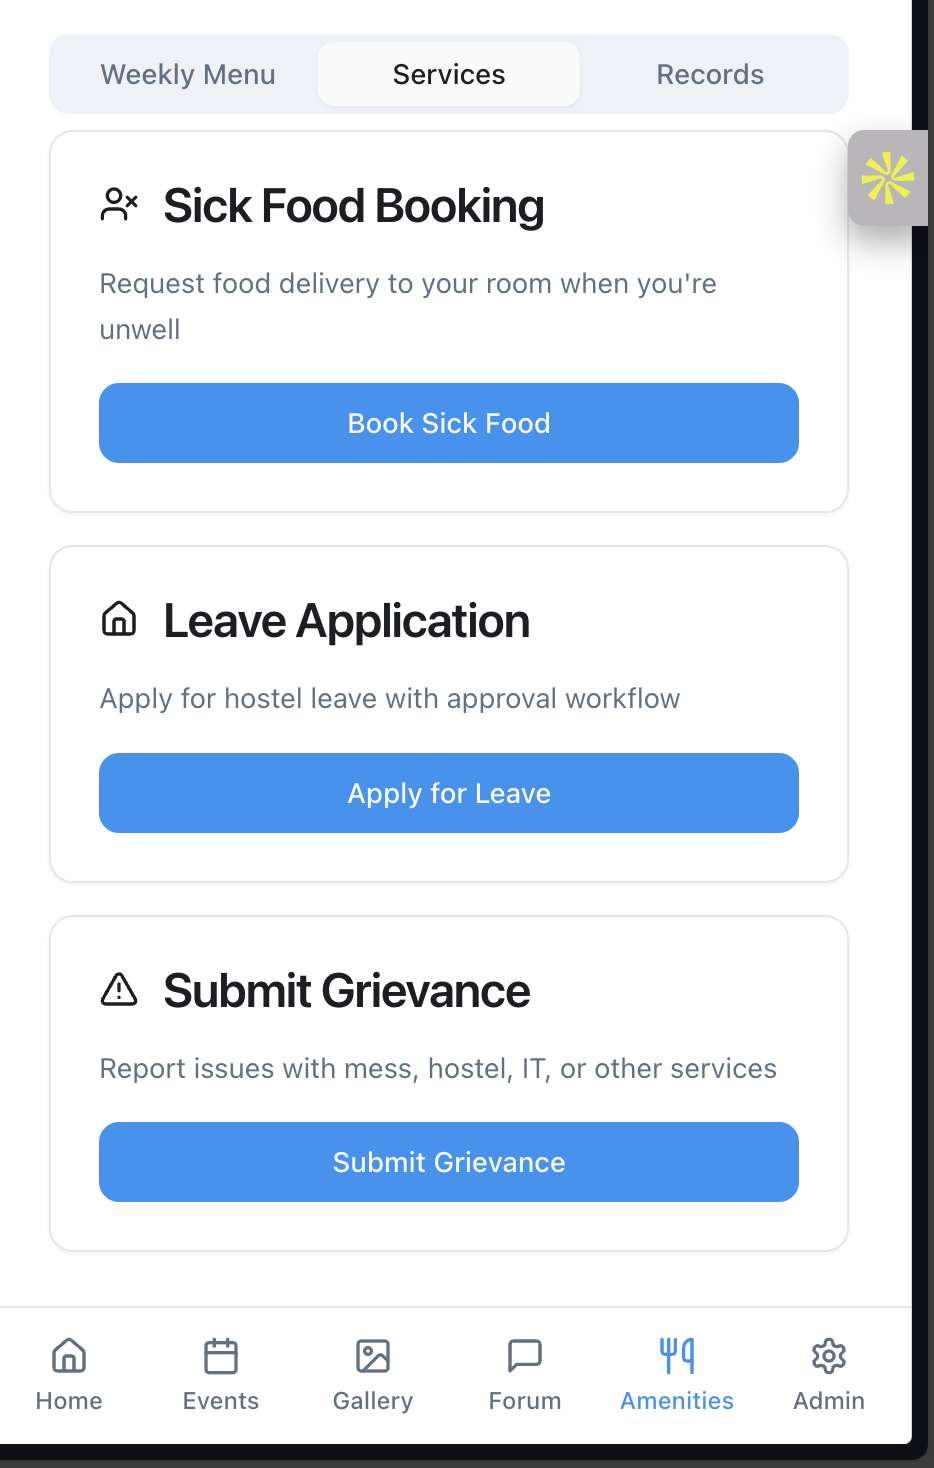 Weekly Menu
Services
Records
Sick Food Booking
Request food delivery to your room when you're
unwell
Book Sick Food
Leave Application
Apply for hostel leave with approval workflow
Apply for Leave
Submit Grievance
Report issues with mess, hostel, IT, or other services
Submit Grievance
Home
Events
Gallery
Forum
Amenities
Admin